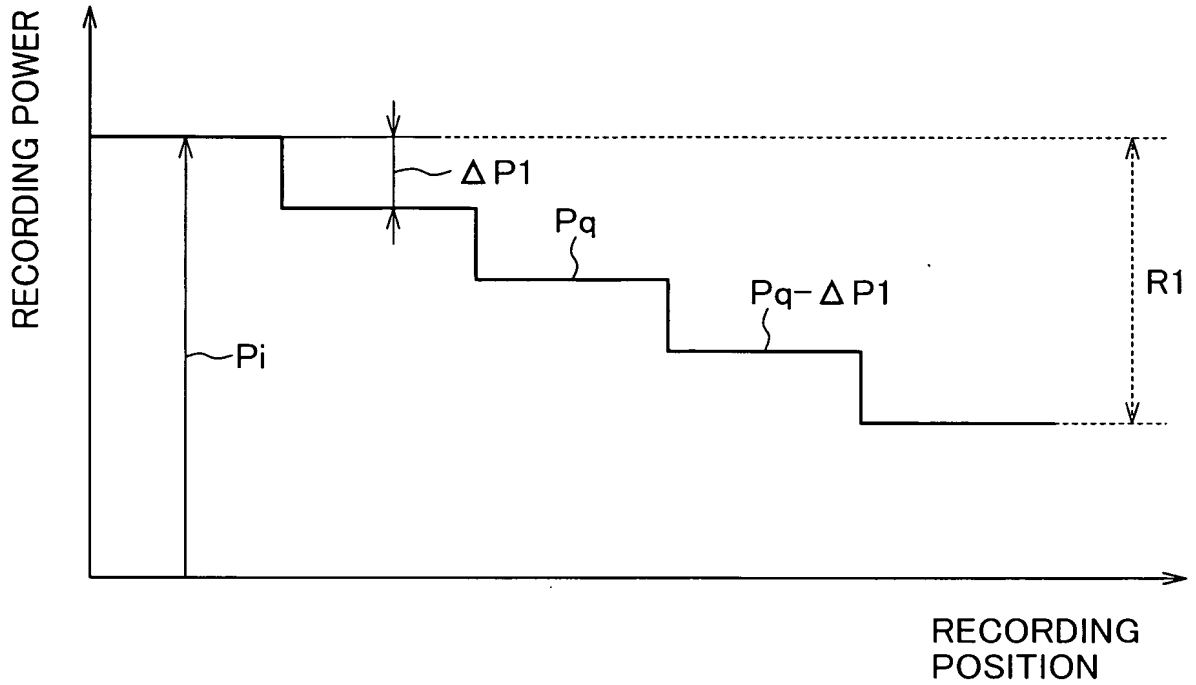 RECORDING POWER
ΔP1
Pq
Pq-ΔP1
R1
Pi
RECORDING
POSITION